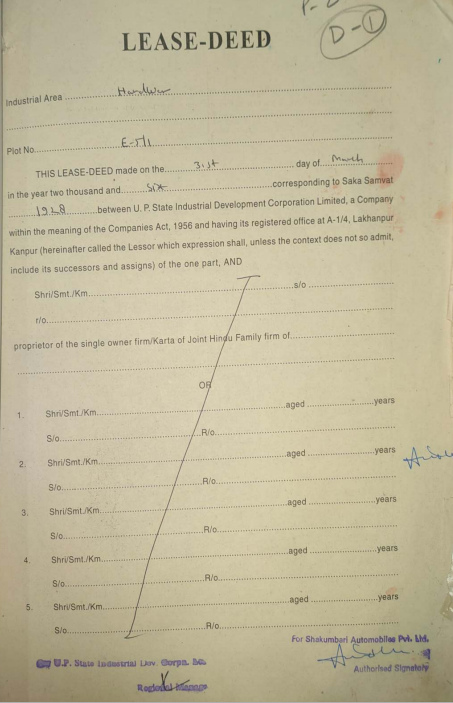 D-1
LEASE-DEED
Industrial Area ............ Hardwar ............
Plot No. ............ E-5/1 ............
THIS LEASE-DEED made on the ............ 31st ............ day of. March ............
in the year two thousand and ............ six ............ corresponding to Saka Samvat
............ 1928 ............ between U. P. State Industrial Development Corporation Limited, a Company
within the meaning of the Companies Act, 1956 and having its registered office at A-1/4, Lakhanpur
Kanpur (hereinafter called the Lessor which expression shall, unless the context does not so admit,
include its successors and assigns) of the one part, AND
Shri/Smt./Km............. s/o ............
r/o............
proprietor of the single owner firm/Karta of Joint Hindu Family firm of............
OR
1. Shri/Smt./Km............. aged ............ years
S/o............ R/o............
2. Shri/Smt./Km............. aged ............ years
S/o............ R/o............
3. Shri/Smt./Km............. aged ............ years
S/o............ R/o............
4. Shri/Smt./Km............. aged ............ years
S/o............ R/o............
5. Shri/Smt./Km............. aged ............ years
S/o............ R/o............
For Shakumbari Automobiles Pvt. Ltd.
U.P. State Industrial Dev. Corpn.
Authorised Signatory
Regional Manage